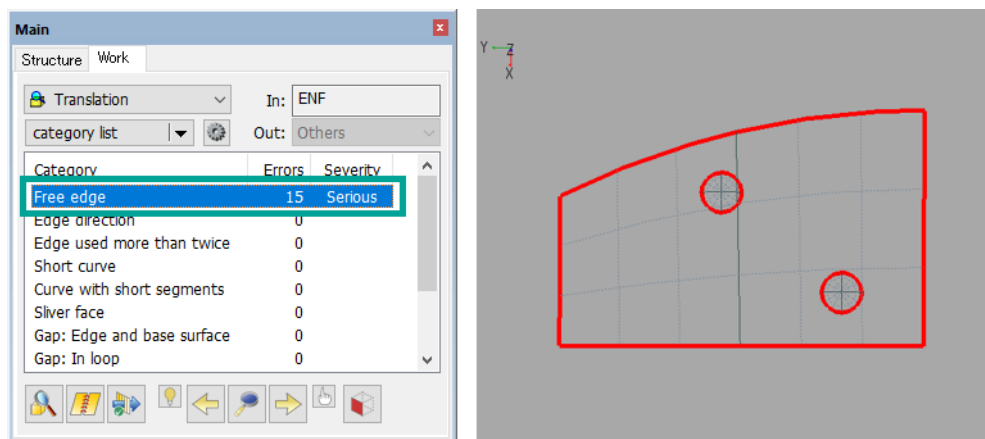 Main
Structure Work
Translation In: ENF
category list Out: Others
Category Errors Severity
Free edge 15 Serious
Edge direction 0
Edge used more than twice 0
Short curve 0
Curve with short segments 0
Sliver face 0
Gap: Edge and base surface 0
Gap: In loop 0
Y Z
X